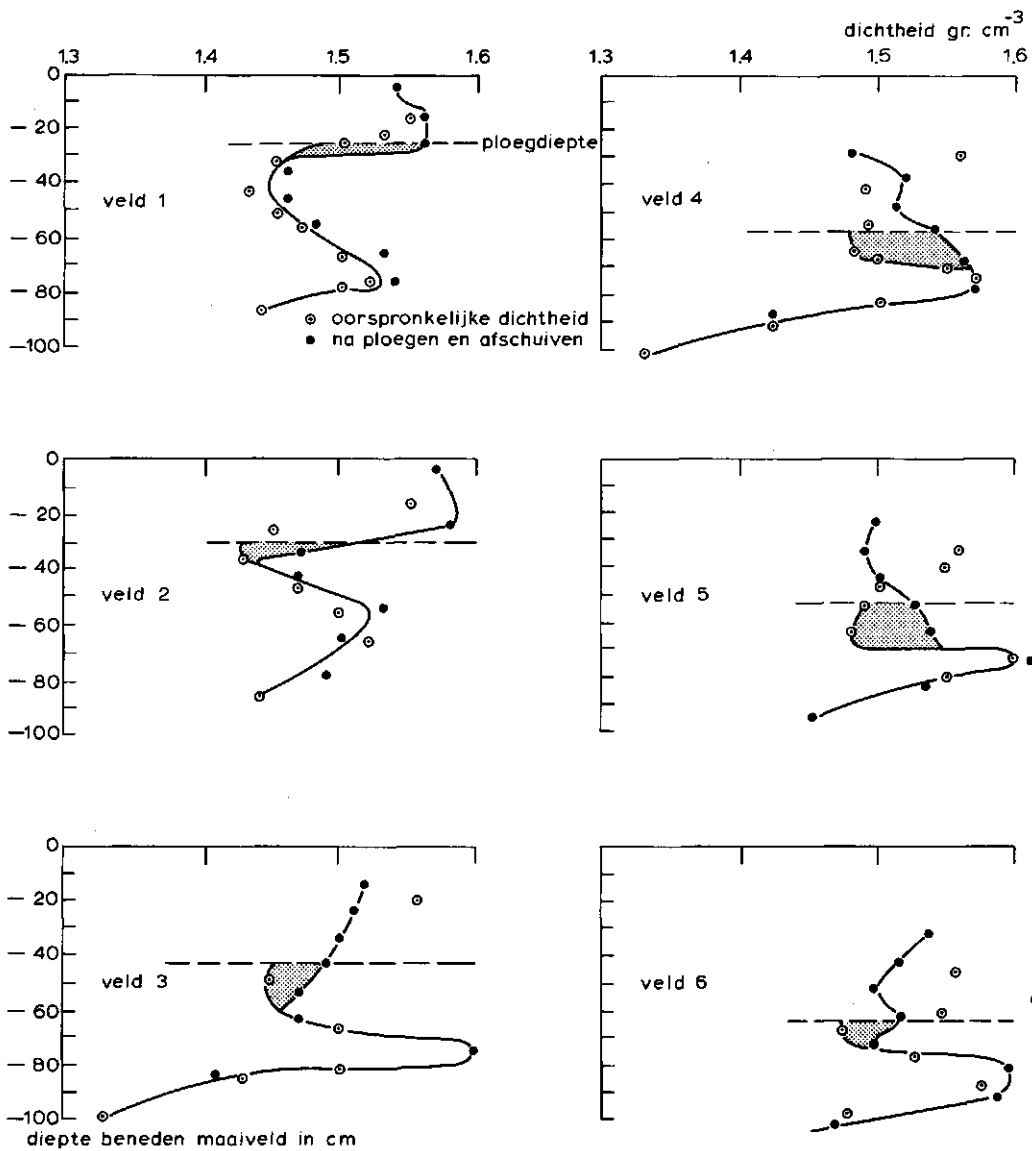 dichtheid gr. cm-3
1.3 1.4 1.5 1.6 1.3 1.4 1.5 1.6
0
-20
-40
-60
-80
-100
ploegdiepte
veld 1
veld 4
oorspronkelijke dichtheid
na ploegen en afschuiven
0
-20
-40
-60
-80
-100
veld 2
veld 5
0
-20
-40
-60
-80
-100
veld 3
veld 6
diepte beneden maaiveld in cm